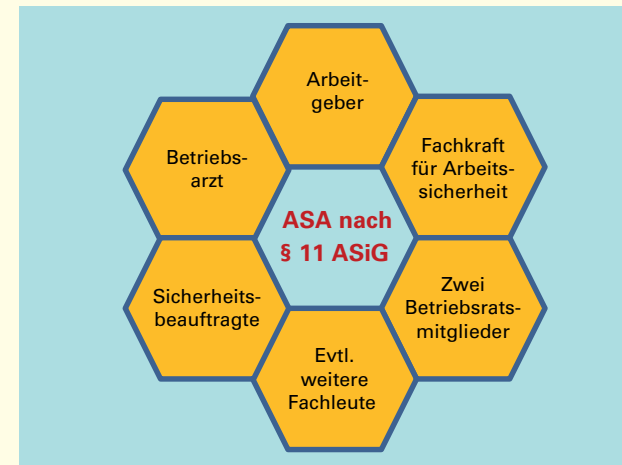 Arbeit-
geber
Fachkraft
für Arbeits-
sicherheit
Zwei
Betriebsrats-
mitglieder
Evtl.
weitere
Fachleute
Sicherheits-
beauftragte
Betriebs-
arzt
ASA nach
§ 11 ASiG